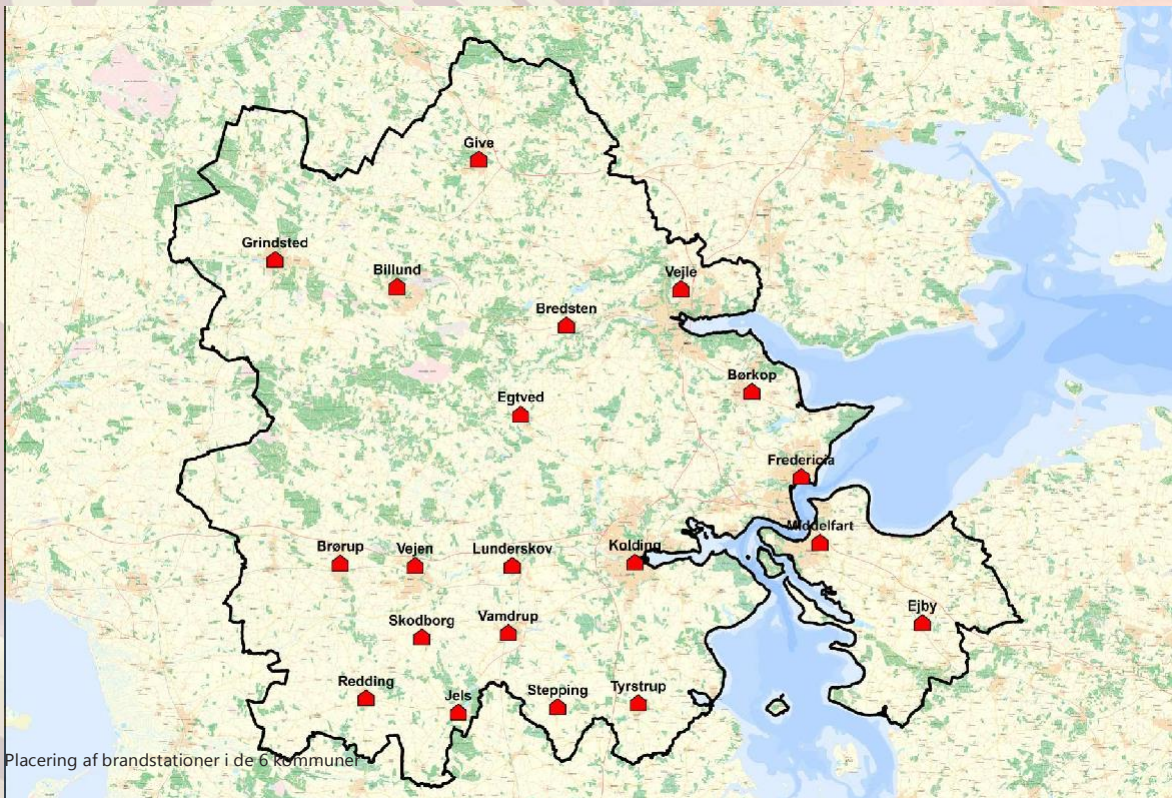 Give
Grindsted
Billund
Vejle
Bredsten
Børkop
Egtved
Fredericia
Middelfart
Brørup
Vejen
Lunderskov
Kolding
Ejby
Skodborg
Vamdrup
Rødding
Jels
Stepping
Tyrstrup
Placering af brandstationer i de 6 kommuner